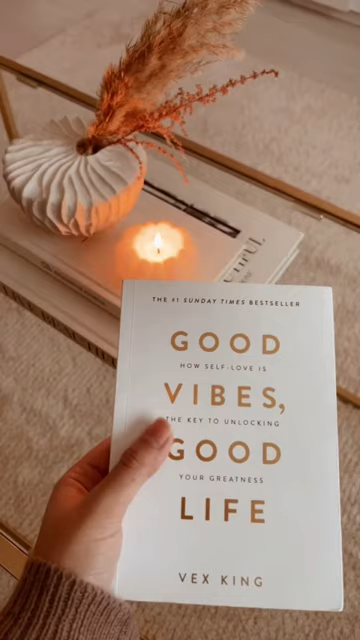 THE #1 SUNDAY TIMES BESTSELLER
GOOD
HOW SELF-LOVE IS
VIBES,
THE KEY TO UNLOCKING
GOOD
YOUR GREATNESS
LIFE
VEX KING